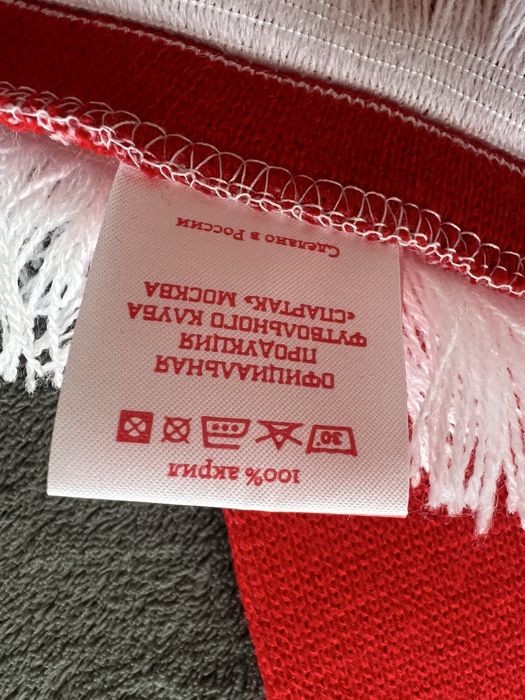 100% акрил
30°
ОФИЦИАЛЬНАЯ
ПРОДУКЦИЯ
ФУТБОЛЬНОГО КЛУБА
«СПАРТАК» МОСКВА
Сделано в России